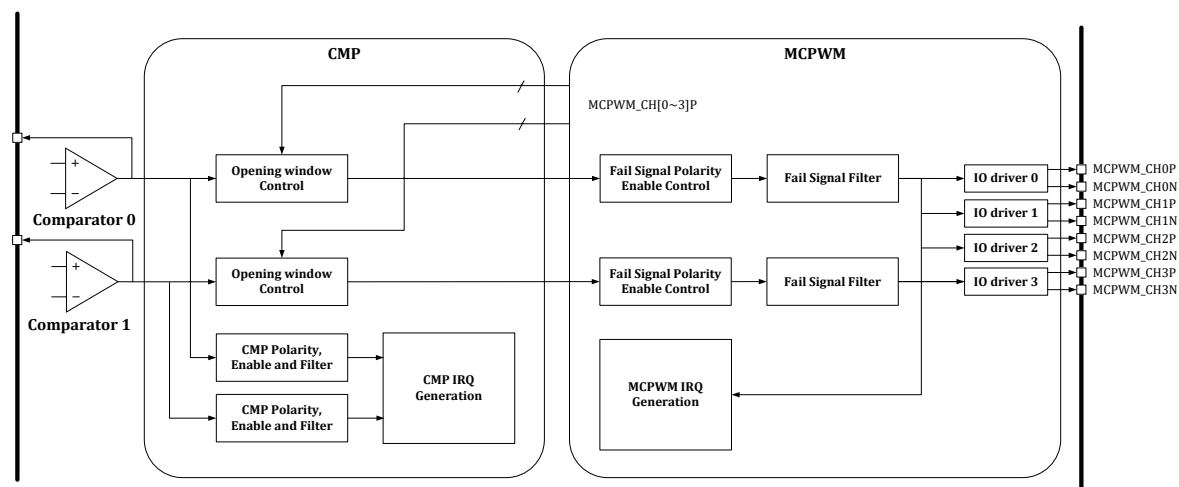 CMP
MCPWM
MCPWM_CH[0~3]P
+
−
Comparator 0
Opening window
Control
Fail Signal Polarity
Enable Control
Fail Signal Filter
IO driver 0
IO driver 1
IO driver 2
IO driver 3
MCPWM_CH0P
MCPWM_CH0N
MCPWM_CH1P
MCPWM_CH1N
MCPWM_CH2P
MCPWM_CH2N
MCPWM_CH3P
MCPWM_CH3N
+
−
Comparator 1
Opening window
Control
Fail Signal Polarity
Enable Control
Fail Signal Filter
CMP Polarity,
Enable and Filter
CMP Polarity,
Enable and Filter
CMP IRQ
Generation
MCPWM IRQ
Generation